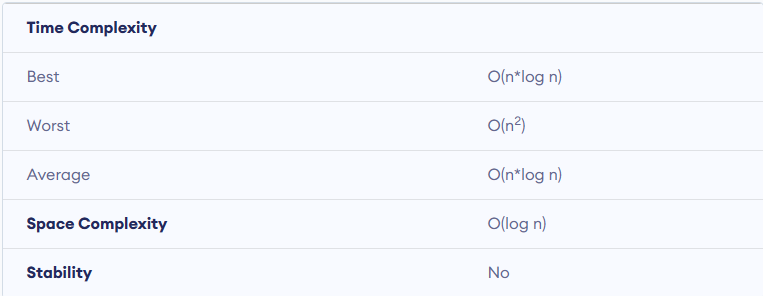 Time Complexity
Best O(n*log n)
Worst O(n²)
Average O(n*log n)
Space Complexity O(log n)
Stability No